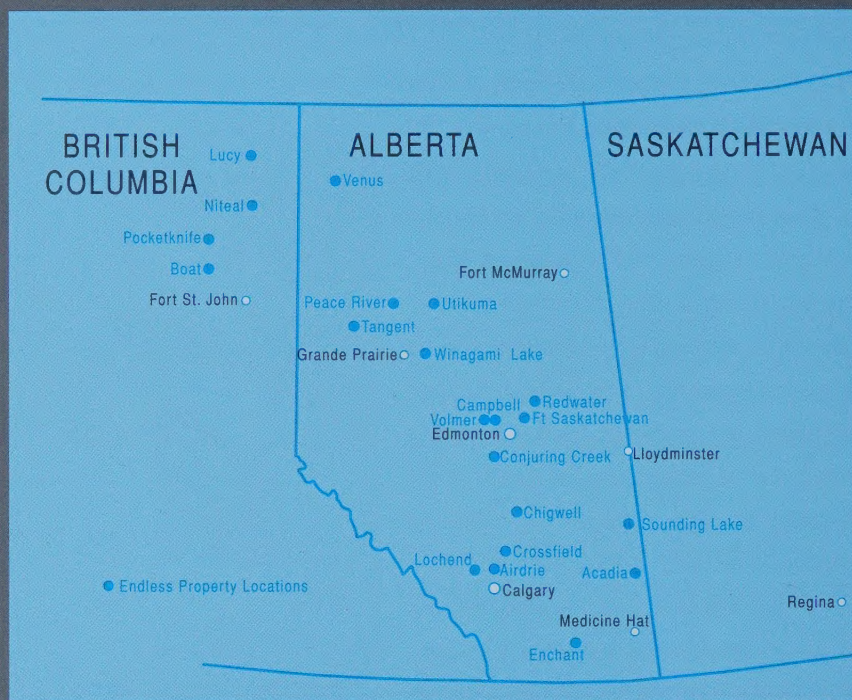 BRITISH
COLUMBIA
ALBERTA
SASKATCHEWAN
Lucy
Venus
Niteal
Pocketknife
Boat
Fort McMurray
Fort St. John
Peace River
Utikuma
Tangent
Grande Prairie
Winagami Lake
Campbell
Redwater
Volmer
Ft Saskatchewan
Edmonton
Conjuring Creek
Lloydminster
Chigwell
Sounding Lake
Crossfield
Lochend
Airdrie
Acadia
Endless Property Locations
Calgary
Regina
Medicine Hat
Enchant